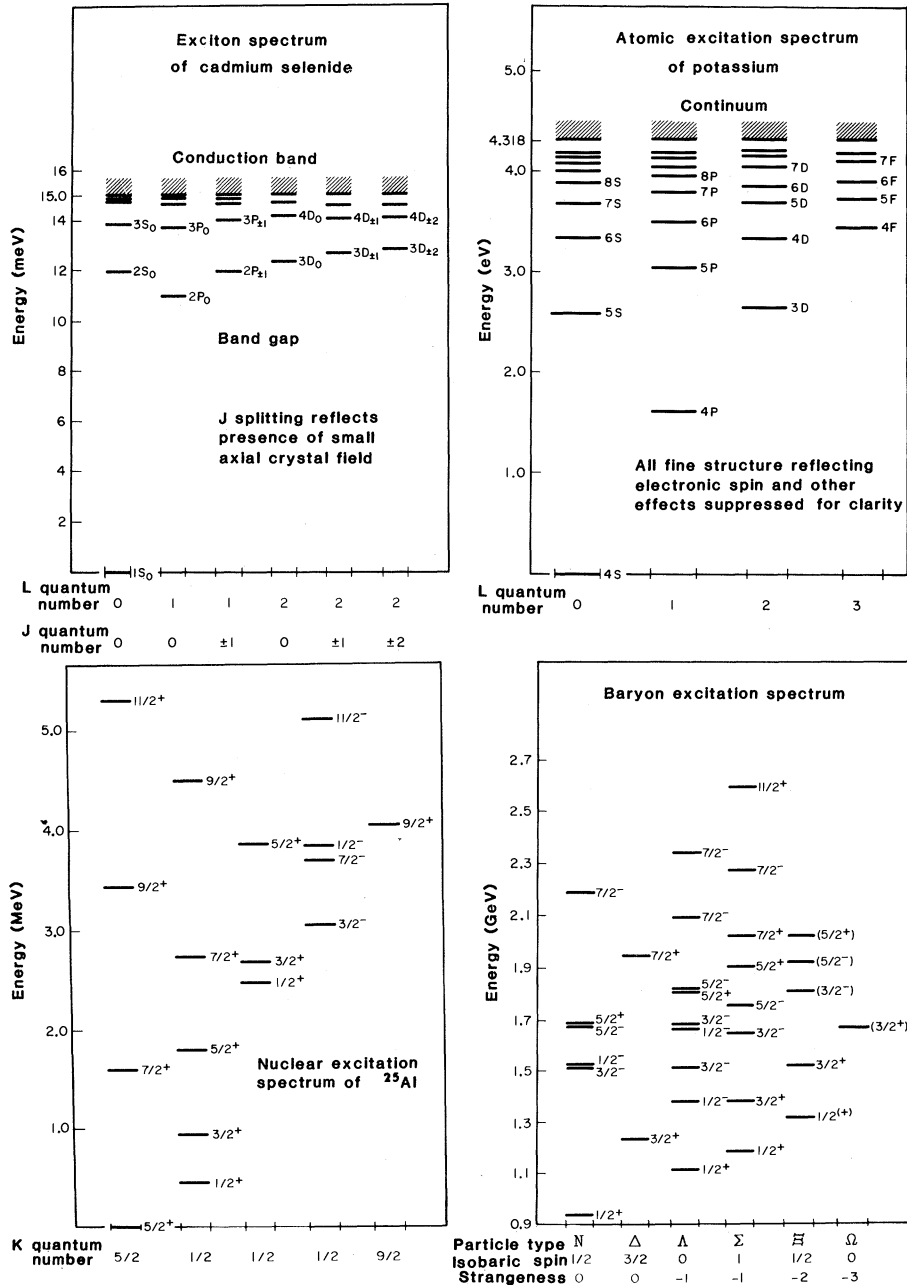 Exciton spectrum
of cadmium selenide
Conduction band
16
15.0
14
12
10
8
6
4
2
Energy (meV)
3S₀
3P₀
3P±1
4D₀
4D±1
4D±2
2S₀
2P₀
2P±1
3D₀
3D±1
3D±2
Band gap
J splitting reflects
presence of small
axial crystal field
1S₀
L quantum
number 0 1 1 2 2 2
J quantum
number 0 0 ±1 0 ±1 ±2
Atomic excitation spectrum
of potassium
Continuum
5.0
4.318
4.0
3.0
2.0
1.0
Energy (eV)
8S
7S
6S
5S
8P
7P
6P
5P
4P
7D
6D
5D
4D
3D
7F
6F
5F
4F
All fine structure reflecting
electronic spin and other
effects suppressed for clarity
4S
L quantum
number 0 1 2 3
5.0
4.0
3.0
2.0
1.0
Energy (MeV)
11/2⁺
9/2⁺
7/2⁺
5/2⁺
9/2⁺
7/2⁺
5/2⁺
3/2⁺
1/2⁺
5/2⁺
3/2⁺
1/2⁺
11/2⁻
1/2⁻
7/2⁻
3/2⁻
9/2⁺
Nuclear excitation
spectrum of ²⁵Al
K quantum
number 5/2 1/2 1/2 1/2 9/2
Baryon excitation spectrum
2.7
2.5
2.3
2.1
1.9
1.7
1.5
1.3
1.1
0.9
Energy (GeV)
7/2⁻
5/2⁺
5/2⁻
1/2⁻
3/2⁻
1/2⁺
7/2⁺
3/2⁺
7/2⁻
7/2⁻
5/2⁻
5/2⁺
3/2⁻
1/2⁻
3/2⁻
1/2⁻
1/2⁺
11/2⁺
7/2⁻
7/2⁺
5/2⁺
5/2⁻
3/2⁻
3/2⁺
1/2⁺
(5/2⁺)
(5/2⁻)
(3/2⁻)
3/2⁺
1/2⁽⁺⁾
(3/2⁺)
Particle type N Δ Λ Σ Ξ Ω
Isobaric spin 1/2 3/2 0 1 1/2 0
Strangeness 0 0 -1 -1 -2 -3